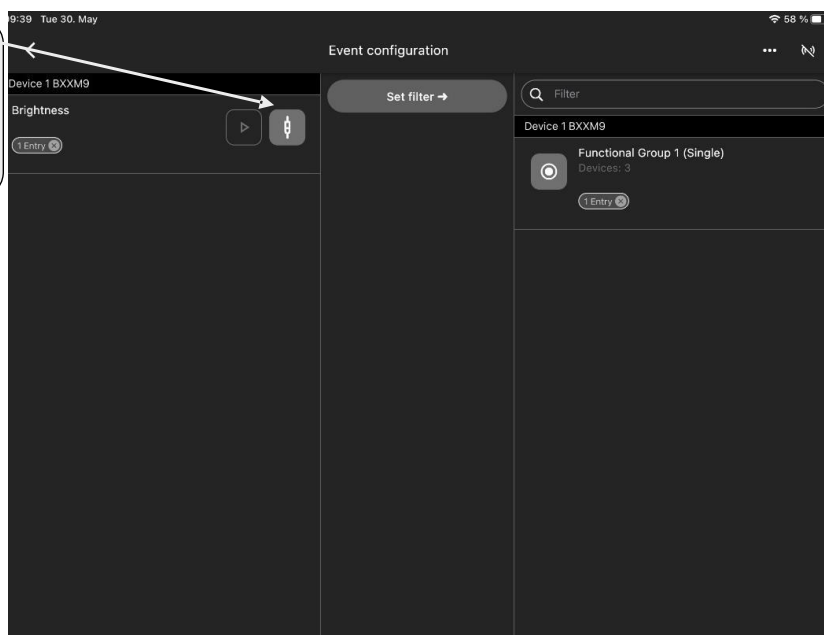 9:39 Tue 30. May
58 %
Event configuration
Device 1 BXXM9
Brightness
1 Entry
Set filter →
Filter
Device 1 BXXM9
Functional Group 1 (Single)
Devices: 3
1 Entry